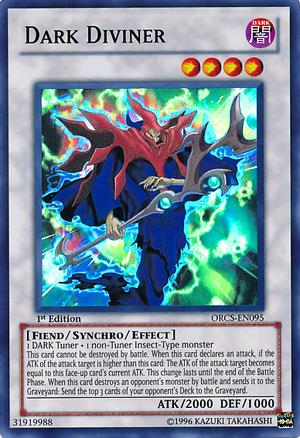 DARK DIVINER
DARK
闇
1st Edition
ORCS-EN095
[FIEND/SYNCHRO/EFFECT]
1 DARK Tuner + 1 non-Tuner Insect-Type monster
This card cannot be destroyed by battle. When this card declares an attack, if the
ATK of the attack target is higher than this card: The ATK of the attack target becomes
equal to this face-up card's current ATK. This change lasts until the end of the Battle
Phase. When this card destroys an opponent's monster by battle and sends it to the
Graveyard: Send the top 3 cards of your opponent's Deck to the Graveyard.
ATK/2000 DEF/1000
31919988
©1996 KAZUKI TAKAHASHI